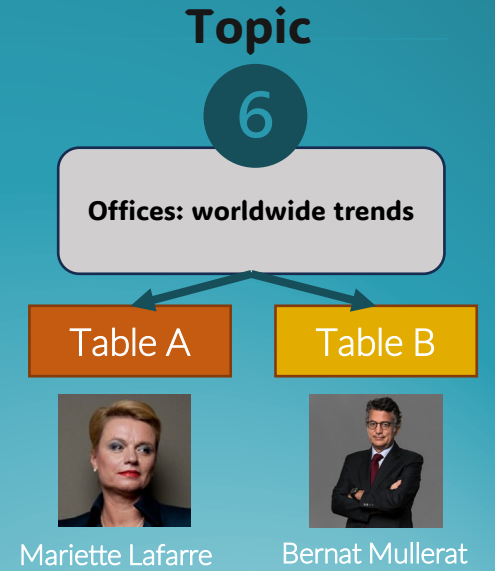 Topic
6
Offices: worldwide trends
Table A
Table B
Mariette Lafarre
Bernat Mullerat